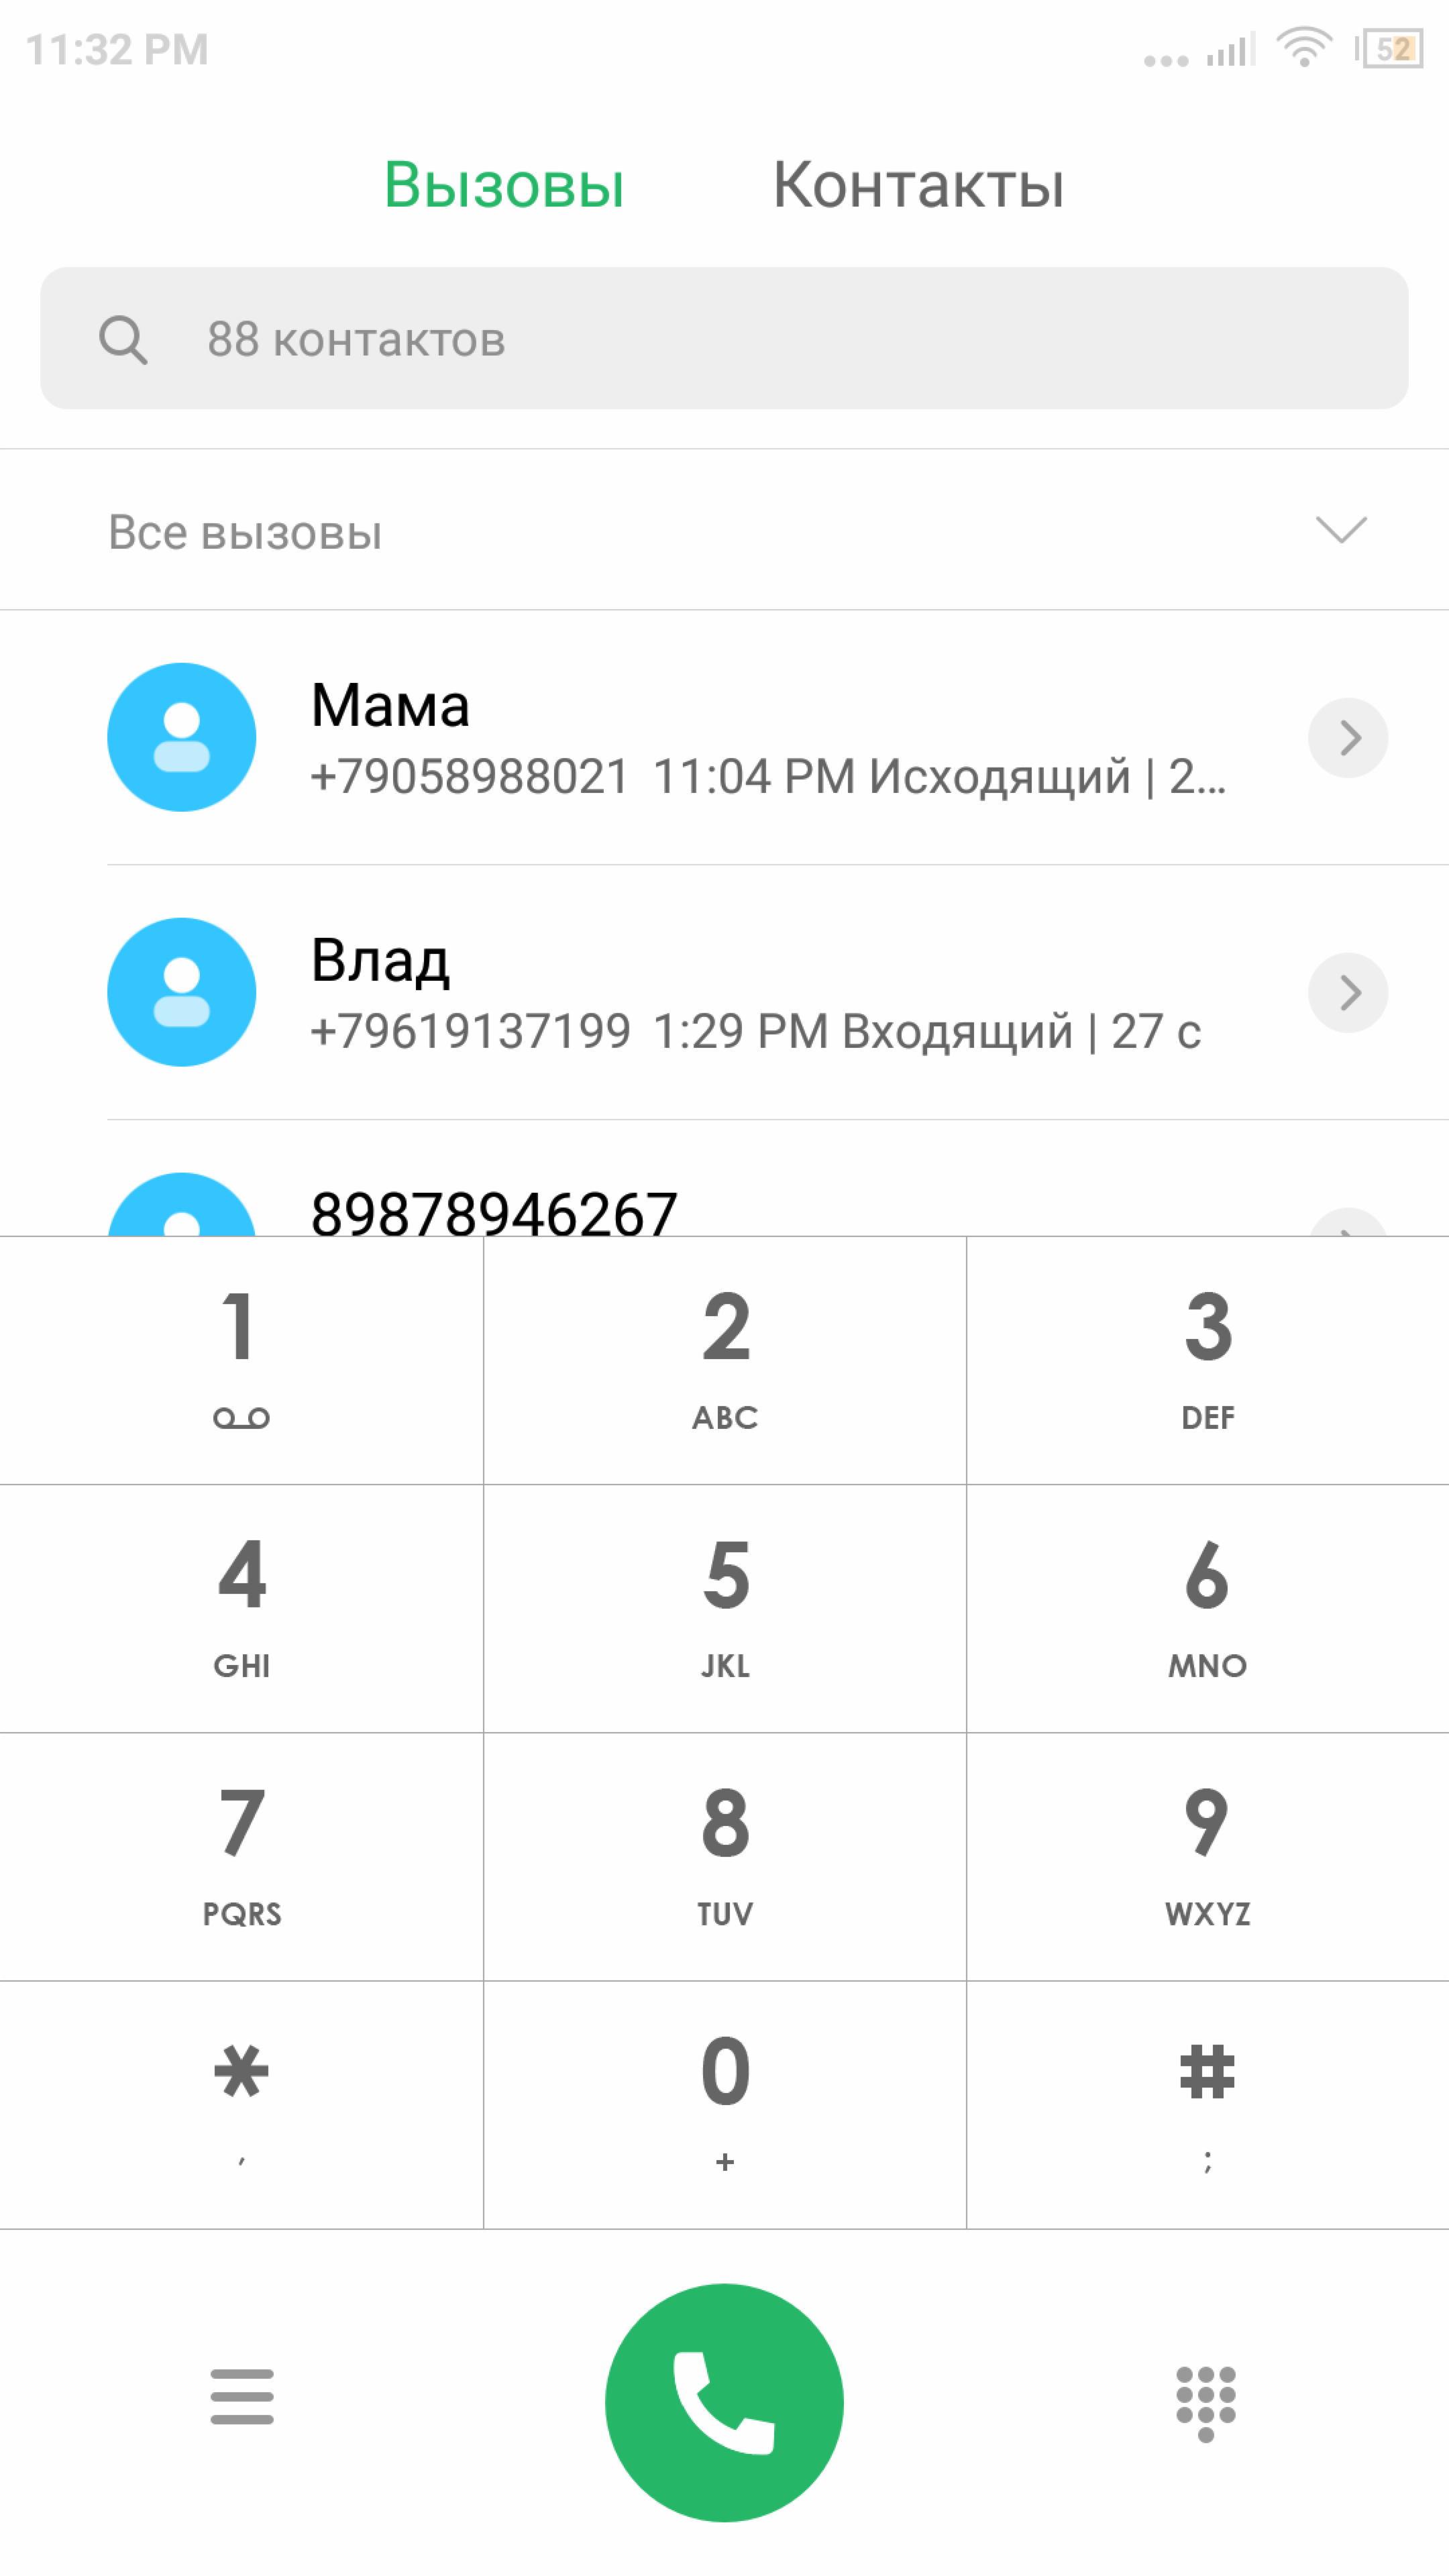 11:32 PM 52
Вызовы Контакты
88 контактов
Все вызовы
Мама
+79058988021 11:04 PM Исходящий | 2...
Влад
+79619137199 1:29 PM Входящий | 27 с
89878946267
1 2 3
ABC DEF
4 5 6
GHI JKL MNO
7 8 9
PQRS TUV WXYZ
* 0 #
, + ;